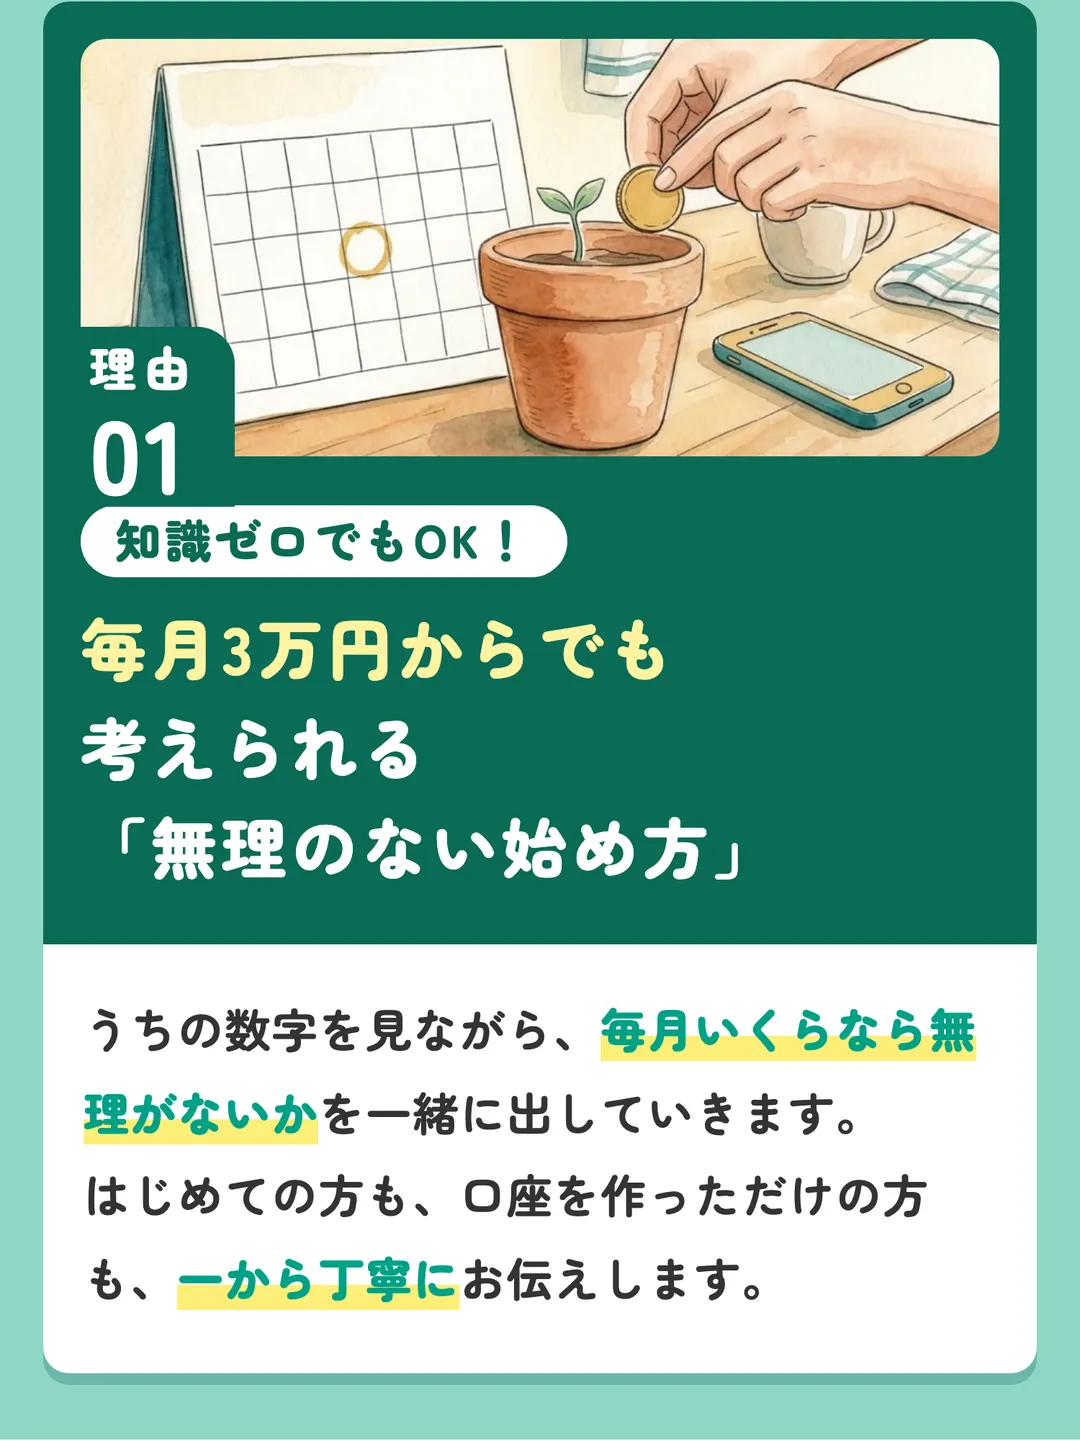 理由
01
知識ゼロでもOK！
毎月3万円からでも
考えられる
「無理のない始め方」
うちの数字を見ながら、毎月いくらなら無
理がないかを一緒に出していきます。
はじめての方も、口座を作っただけの方
も、一から丁寧にお伝えします。